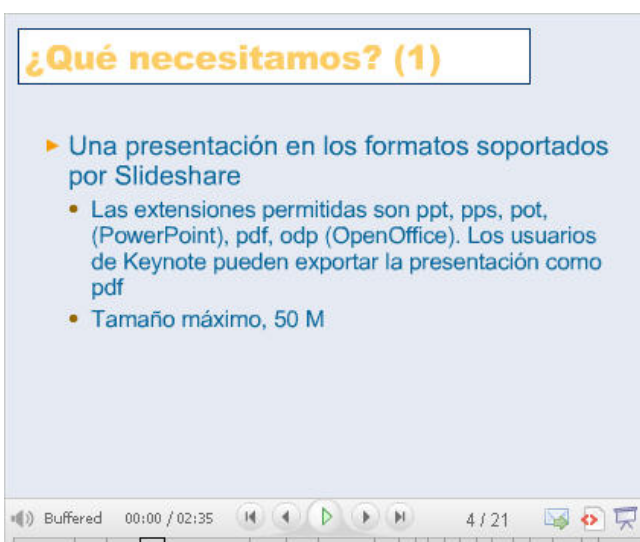 ¿Qué necesitamos? (1)
Una presentación en los formatos soportados
por Slideshare
Las extensiones permitidas son ppt, pps, pot,
(PowerPoint), pdf, odp (OpenOffice). Los usuarios
de Keynote pueden exportar la presentación como
pdf
Tamaño máximo, 50 M
Buffered 00:00 / 02:35 4 / 21